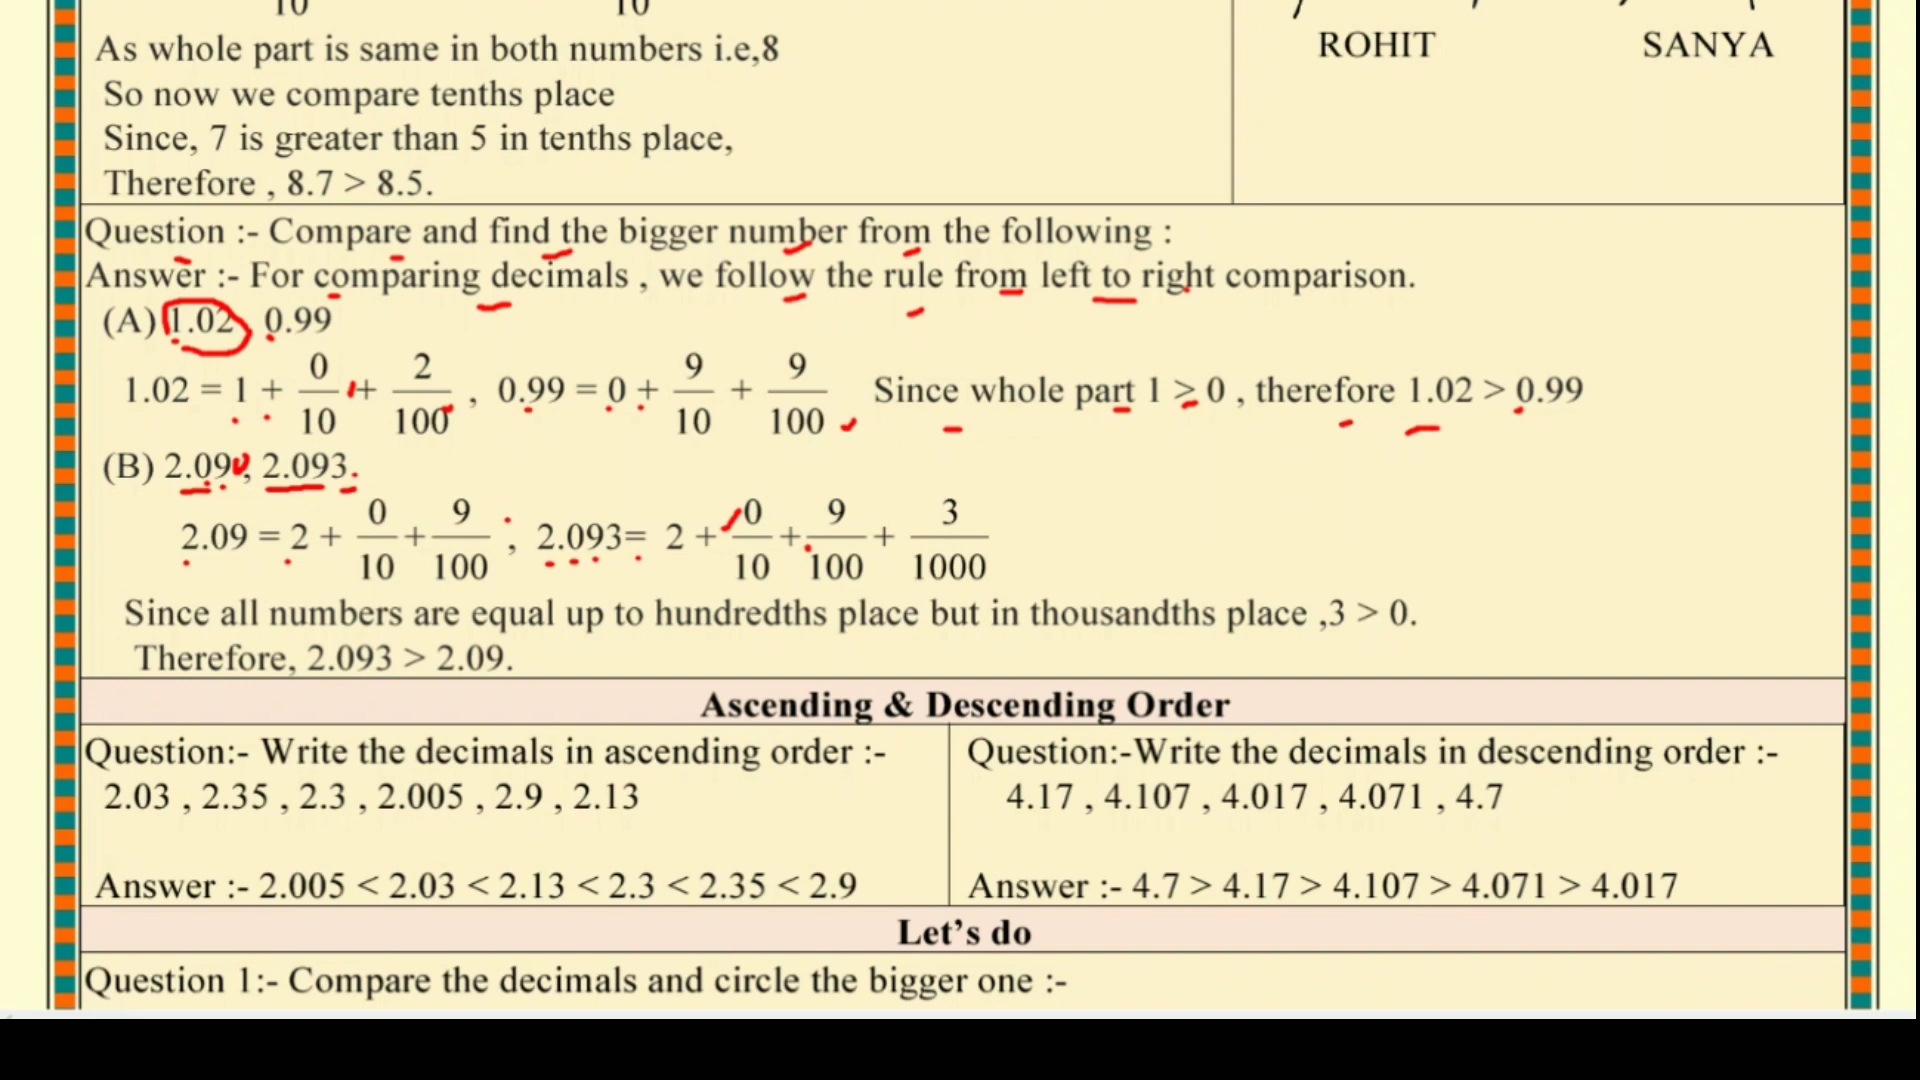 10 10
As whole part is same in both numbers i.e,8
So now we compare tenths place
Since, 7 is greater than 5 in tenths place,
Therefore , 8.7 > 8.5.
ROHIT SANYA
Question :- Compare and find the bigger number from the following :
Answer :- For comparing decimals , we follow the rule from left to right comparison.
(A) 1.02 0.99
1.02 = 1 + 0/10 + 2/100 , 0.99 = 0 + 9/10 + 9/100 Since whole part 1 > 0 , therefore 1.02 > 0.99
(B) 2.09 , 2.093
2.09 = 2 + 0/10 + 9/100 , 2.093= 2 + 0/10 + 9/100 + 3/1000
Since all numbers are equal up to hundredths place but in thousandths place ,3 > 0.
Therefore, 2.093 > 2.09.
Ascending & Descending Order
Question:- Write the decimals in ascending order :-
2.03 , 2.35 , 2.3 , 2.005 , 2.9 , 2.13
Answer :- 2.005 < 2.03 < 2.13 < 2.3 < 2.35 < 2.9
Question:-Write the decimals in descending order :-
4.17 , 4.107 , 4.017 , 4.071 , 4.7
Answer :- 4.7 > 4.17 > 4.107 > 4.071 > 4.017
Let’s do
Question 1:- Compare the decimals and circle the bigger one :-